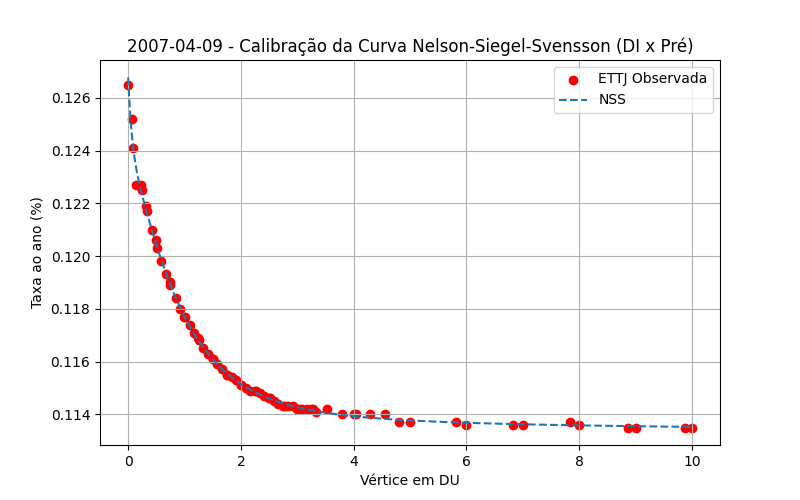 2007-04-09 - Calibração da Curva Nelson-Siegel-Svensson (DI x Pré)
ETTJ Observada
NSS
Taxa ao ano (%)
0.126
0.124
0.122
0.120
0.118
0.116
0.114
0 2 4 6 8 10
Vértice em DU